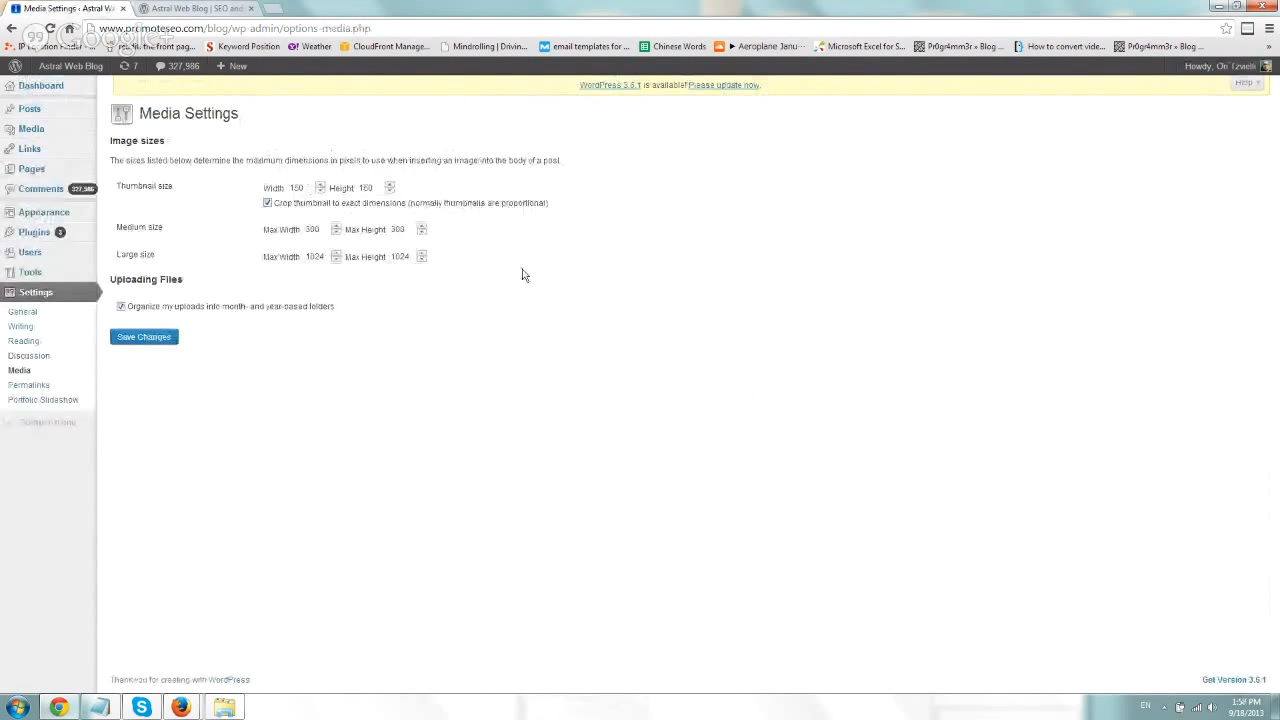 Media Settings ‹ Astral W
Astral Web Blog | SEO and
www.promoteseo.com/blog/wp-admin/options-media.php
the front pag...
Keyword Position
Weather
CloudFront Manage...
Mindrolling | Drivin...
email templates for ...
Chinese Words
Aeroplane Janu...
Microsoft Excel for S...
Pr0gr4mm3r » Blog ...
How to convert vide...
Pr0gr4mm3r » Blog ...
Astral Web Blog
7
327,986
+ New
Howdy, Ori Tzvielli
WordPress 3.6.1 is available! Please update now.
Help
Dashboard
Posts
Media
Links
Pages
Comments 327,986
Appearance
Plugins 3
Users
Tools
Settings
General
Writing
Reading
Discussion
Media
Permalinks
Portfolio Slideshow
Collapse menu
Media Settings
Image sizes
The sizes listed below determine the maximum dimensions in pixels to use when inserting an image into the body of a post.
Thumbnail size
Width 150
Height 150
Crop thumbnail to exact dimensions (normally thumbnails are proportional)
Medium size
Max Width 300
Max Height 300
Large size
Max Width 1024
Max Height 1024
Uploading Files
Organize my uploads into month- and year-based folders
Save Changes
Thank you for creating with WordPress
Get Version 3.6.1
EN
1:58 PM
9/18/2013